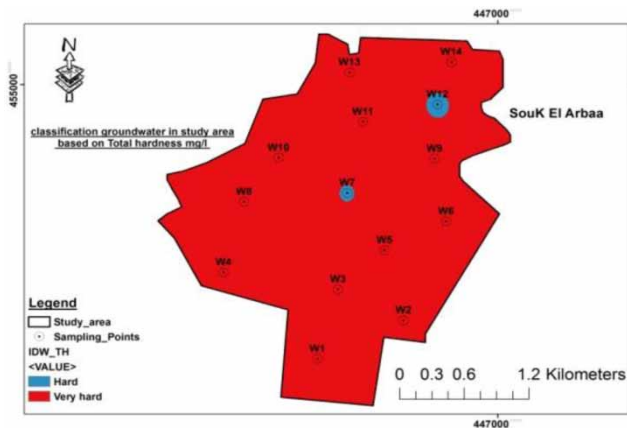 447000
455000
455000
N
W13
W14
W12
SouK El Arbaa
W11
classification groundwater in study area
based on Total hardness mg/l
W10
W9
W7
W8
W6
W5
W4
W3
W2
W1
Legend
Study_area
Sampling_Points
IDW_TH
<VALUE>
Hard
Very hard
0 0.3 0.6 1.2 Kilometers
447000